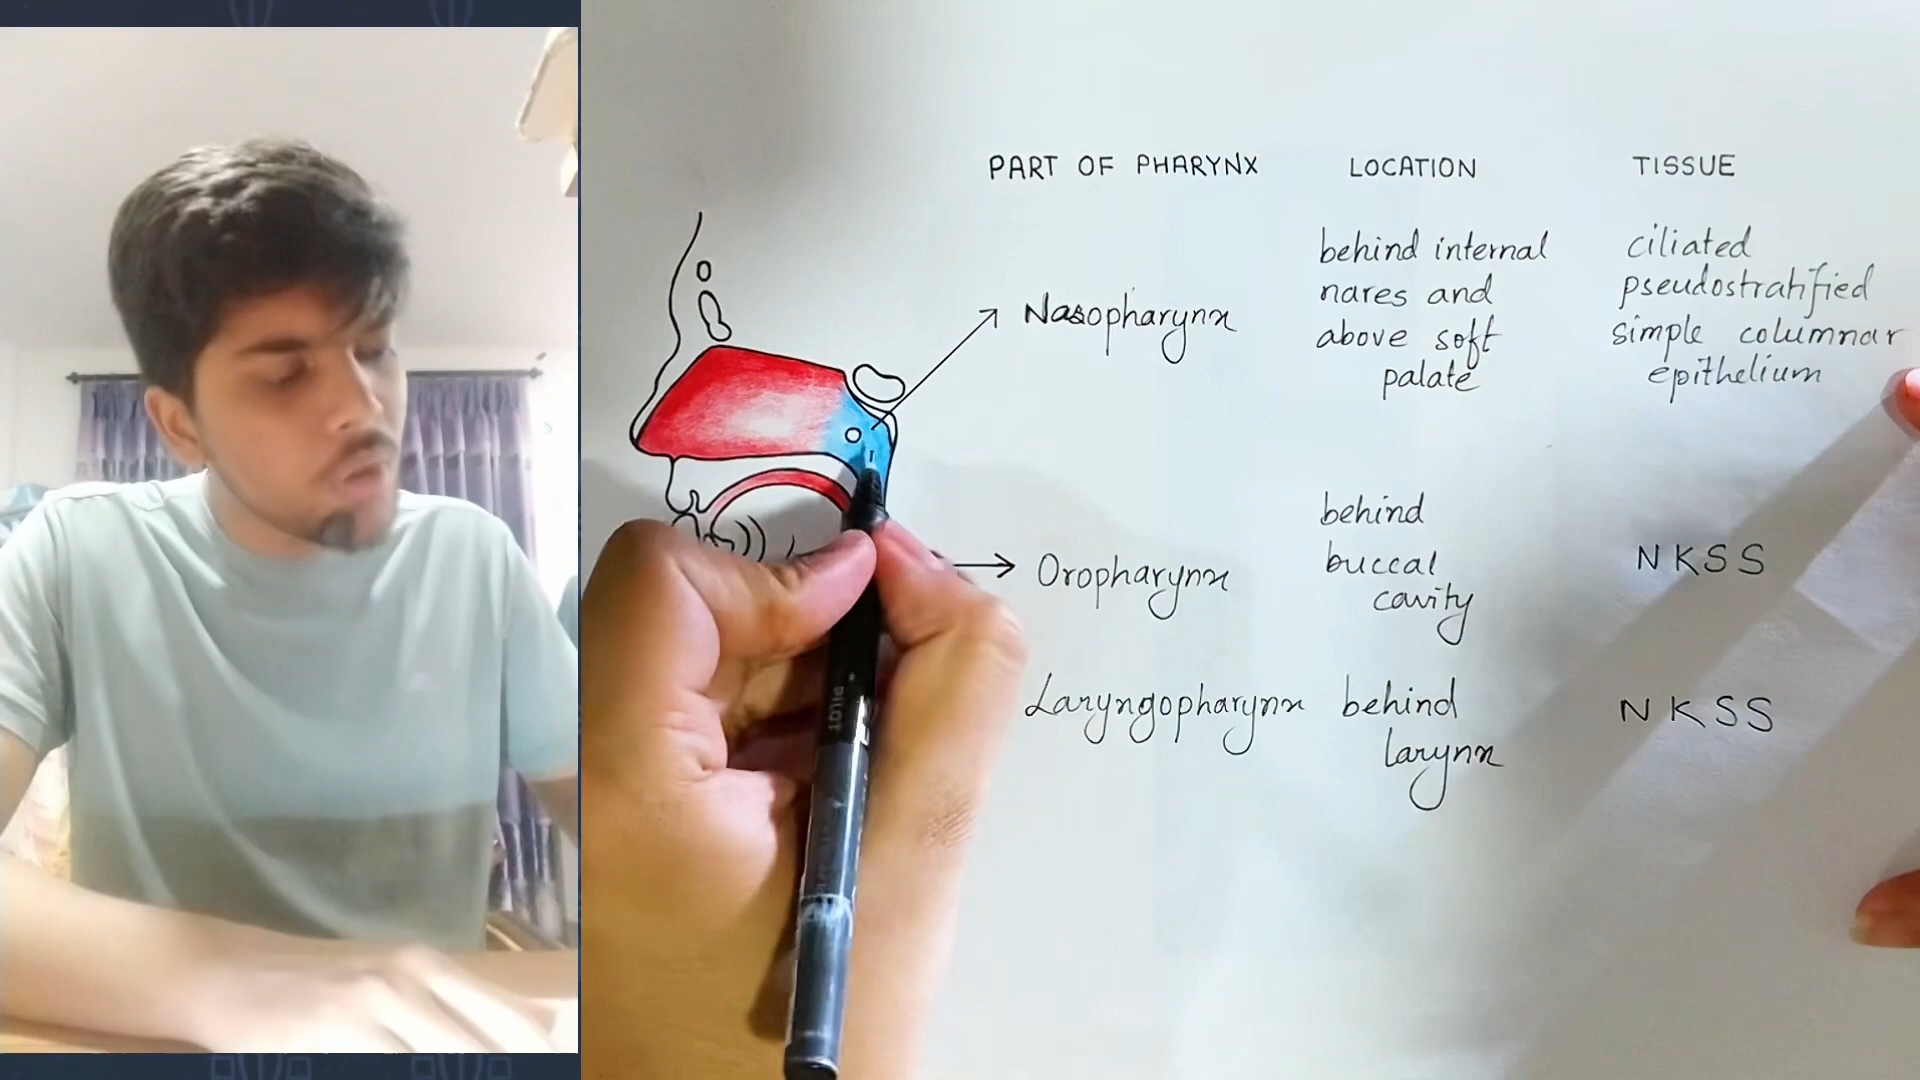 PART OF PHARYNX LOCATION TISSUE
Nasopharynx
behind internal
nares and
above soft
palate
ciliated
pseudostratified
simple columnar
epithelium
Oropharynx
behind
buccal
cavity
NKSS
Laryngopharynx
behind
larynx
NKSS
PILOT